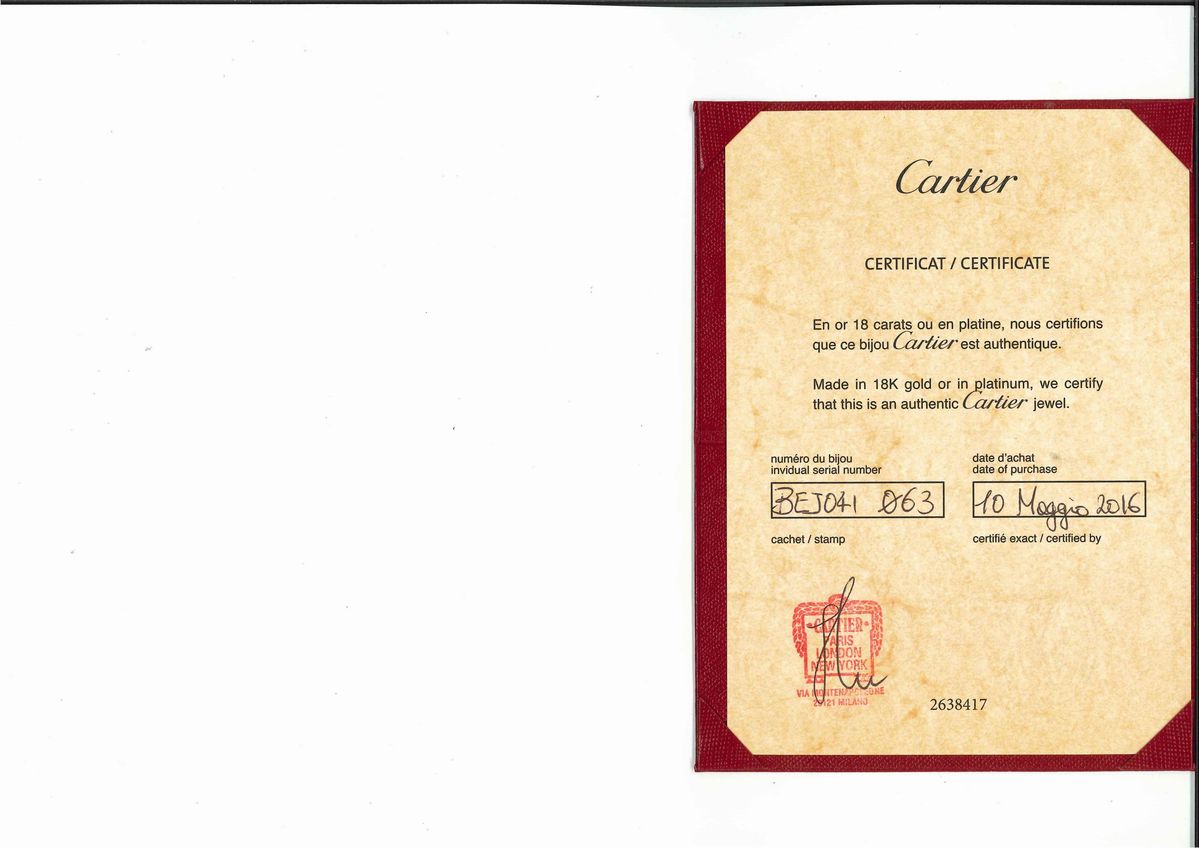 Cartier
CERTIFICAT / CERTIFICATE
En or 18 carats ou en platine, nous certifions
que ce bijou Cartier est authentique.
Made in 18K gold or in platinum, we certify
that this is an authentic Cartier jewel.
numéro du bijou
invidual serial number
BEJ041 063
date d'achat
date of purchase
10 Maggio 2016
cachet / stamp
certifié exact / certified by
CARTIER
PARIS
LONDON
NEW YORK
VIA MONTENAPOLEONE
20121 MILANO
2638417